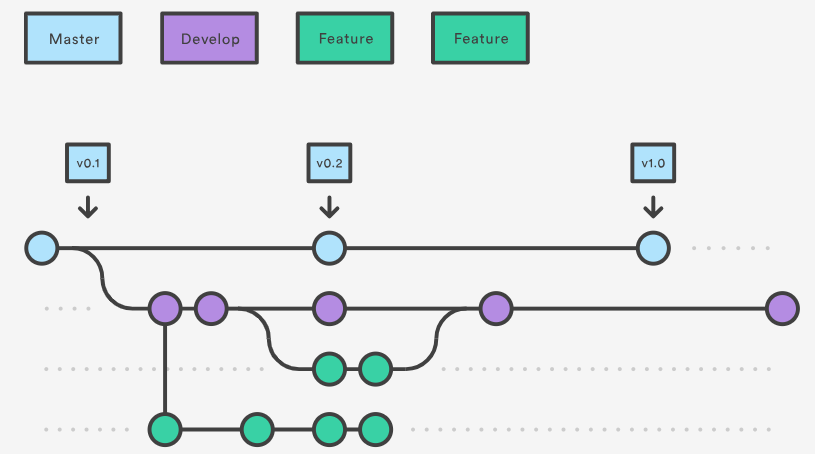 Master
Develop
Feature
Feature
v0.1
v0.2
v1.0